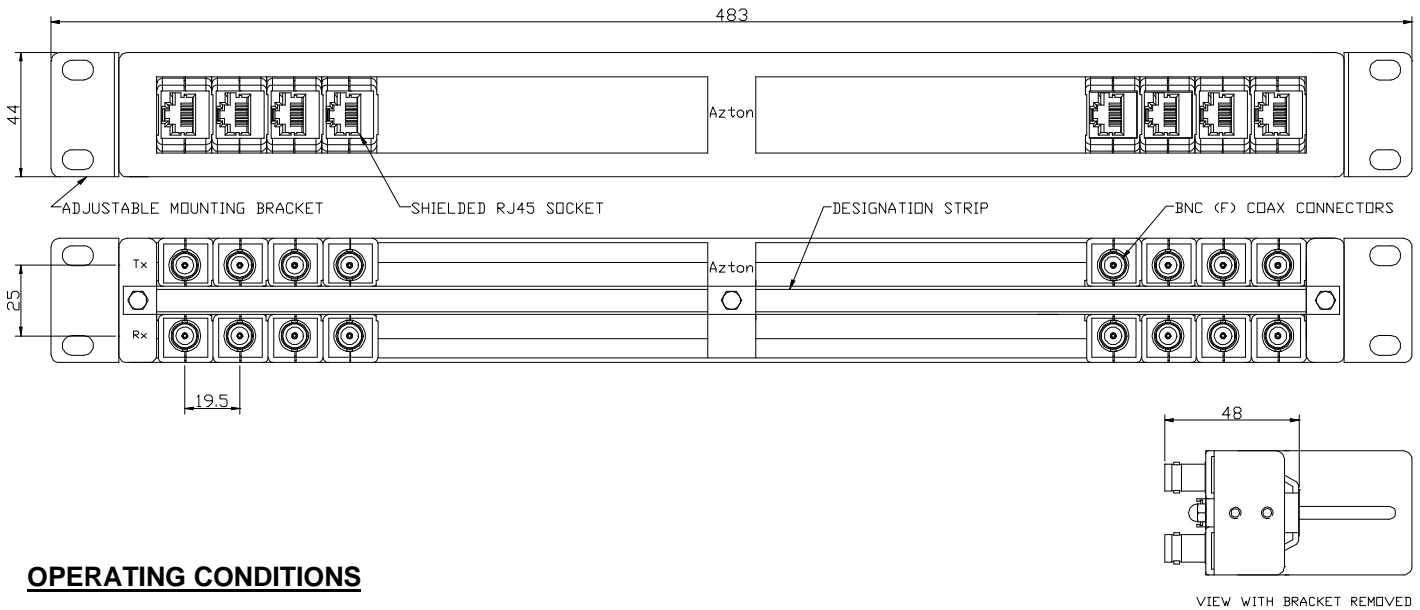 483
44
Azton
ADJUSTABLE MOUNTING BRACKET
SHIELDED RJ45 SOCKET
DESIGNATION STRIP
BNC (F) COAX CONNECTORS
Tx
Azton
25
Rx
19.5
48
OPERATING CONDITIONS
VIEW WITH BRACKET REMOVED